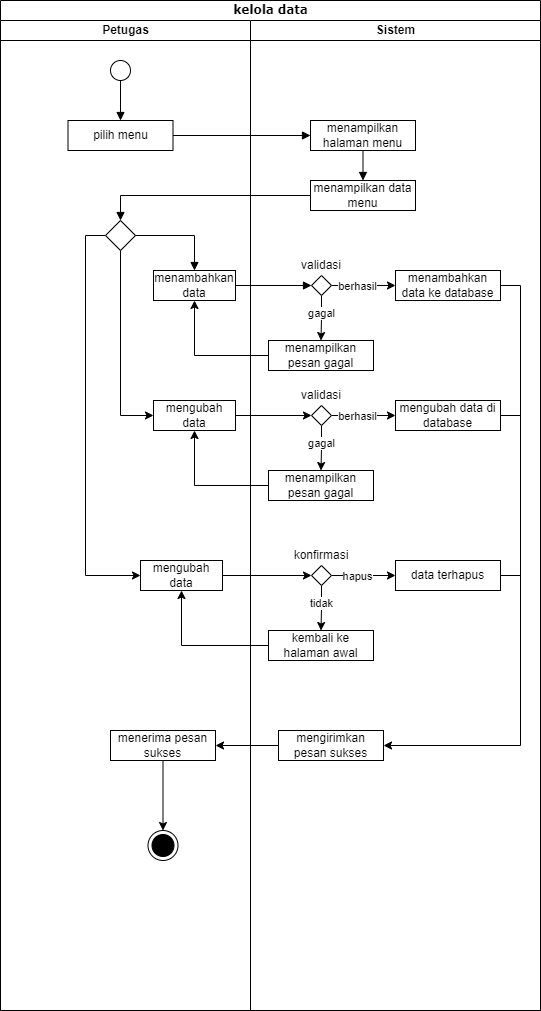 kelola data
Petugas
Sistem
pilih menu
menampilkan
halaman menu
menampilkan data
menu
menambahkan
data
validasi
berhasil
menambahkan
data ke database
gagal
menampilkan
pesan gagal
mengubah
data
validasi
berhasil
mengubah data di
database
gagal
menampilkan
pesan gagal
mengubah
data
konfirmasi
hapus
data terhapus
tidak
kembali ke
halaman awal
menerima pesan
sukses
mengirimkan
pesan sukses